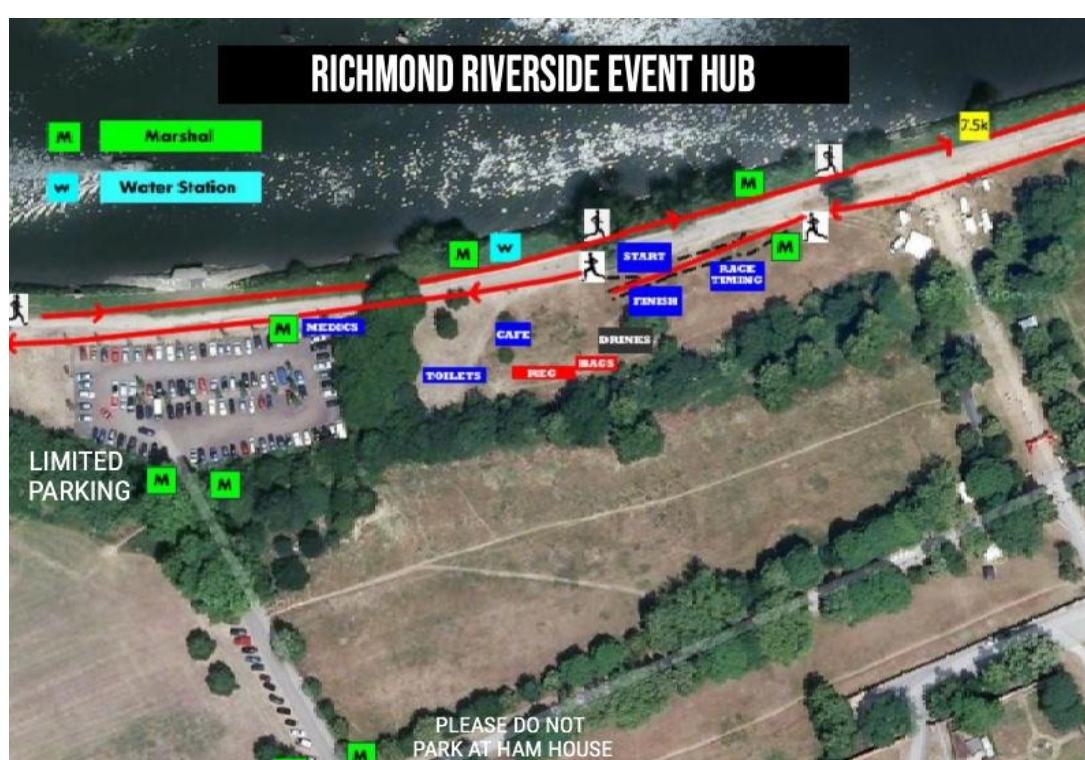 RICHMOND RIVERSIDE EVENT HUB
7.5k
M Marshal
W Water Station
M
M
W
M
START
RACE
TIMING
FINISH
M
MEDICS
CAFE
DRINKS
BAGS
TOILETS
REG
LIMITED
PARKING
M
M
PLEASE DO NOT
PARK AT HAM HOUSE
M